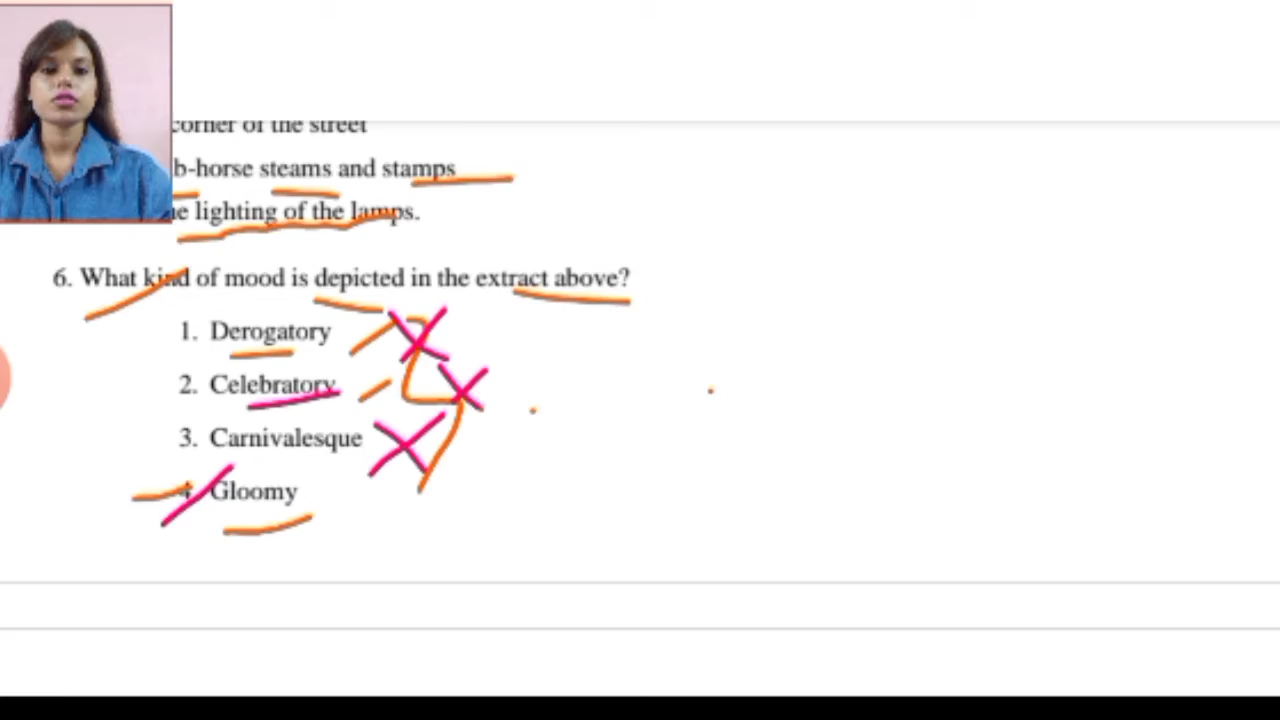 corner of the street
b-horse steams and stamps
lighting of the lamps.
6. What kind of mood is depicted in the extract above?
1. Derogatory
2. Celebratory
3. Carnivalesque
4. Gloomy